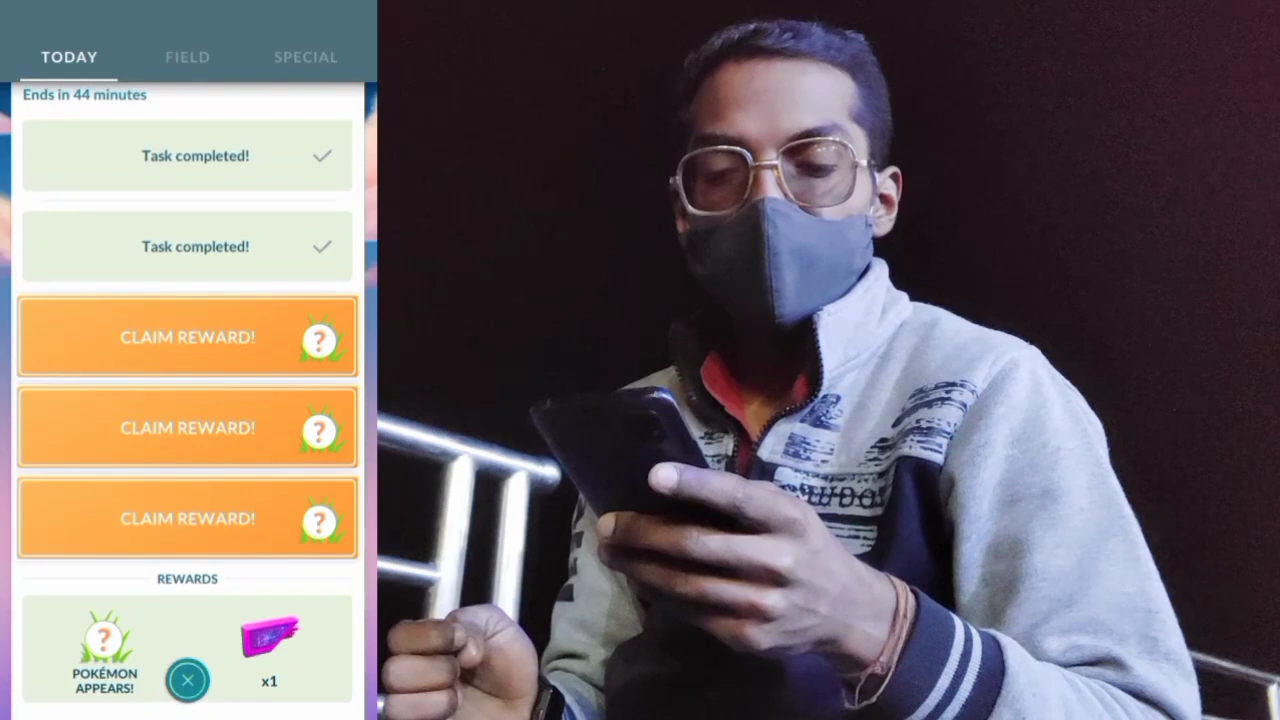 TODAY FIELD SPECIAL
Ends in 44 minutes
Task completed!
Task completed!
CLAIM REWARD! ?
CLAIM REWARD! ?
CLAIM REWARD! ?
REWARDS
?
POKÉMON
APPEARS!
x1